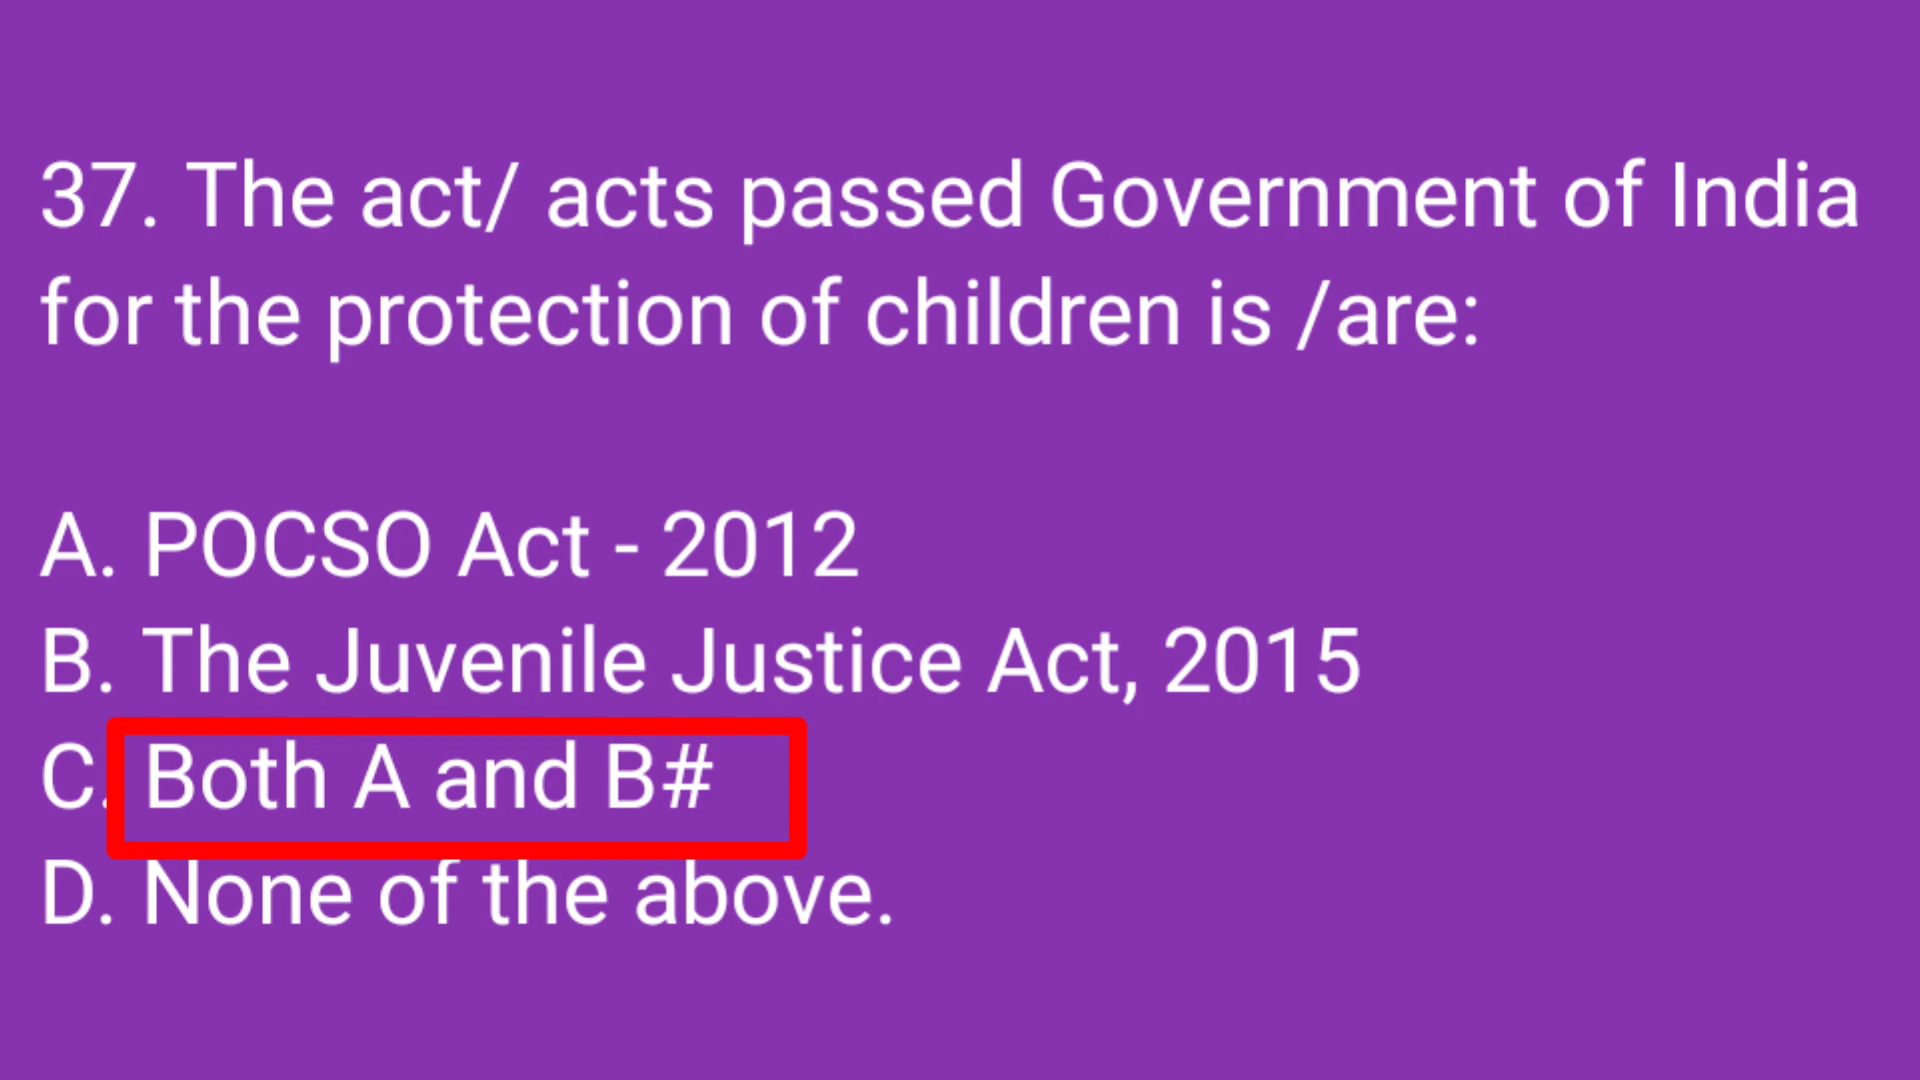 37. The act/ acts passed Government of India
for the protection of children is /are:
A. POCSO Act - 2012
B. The Juvenile Justice Act, 2015
C. Both A and B#
D. None of the above.